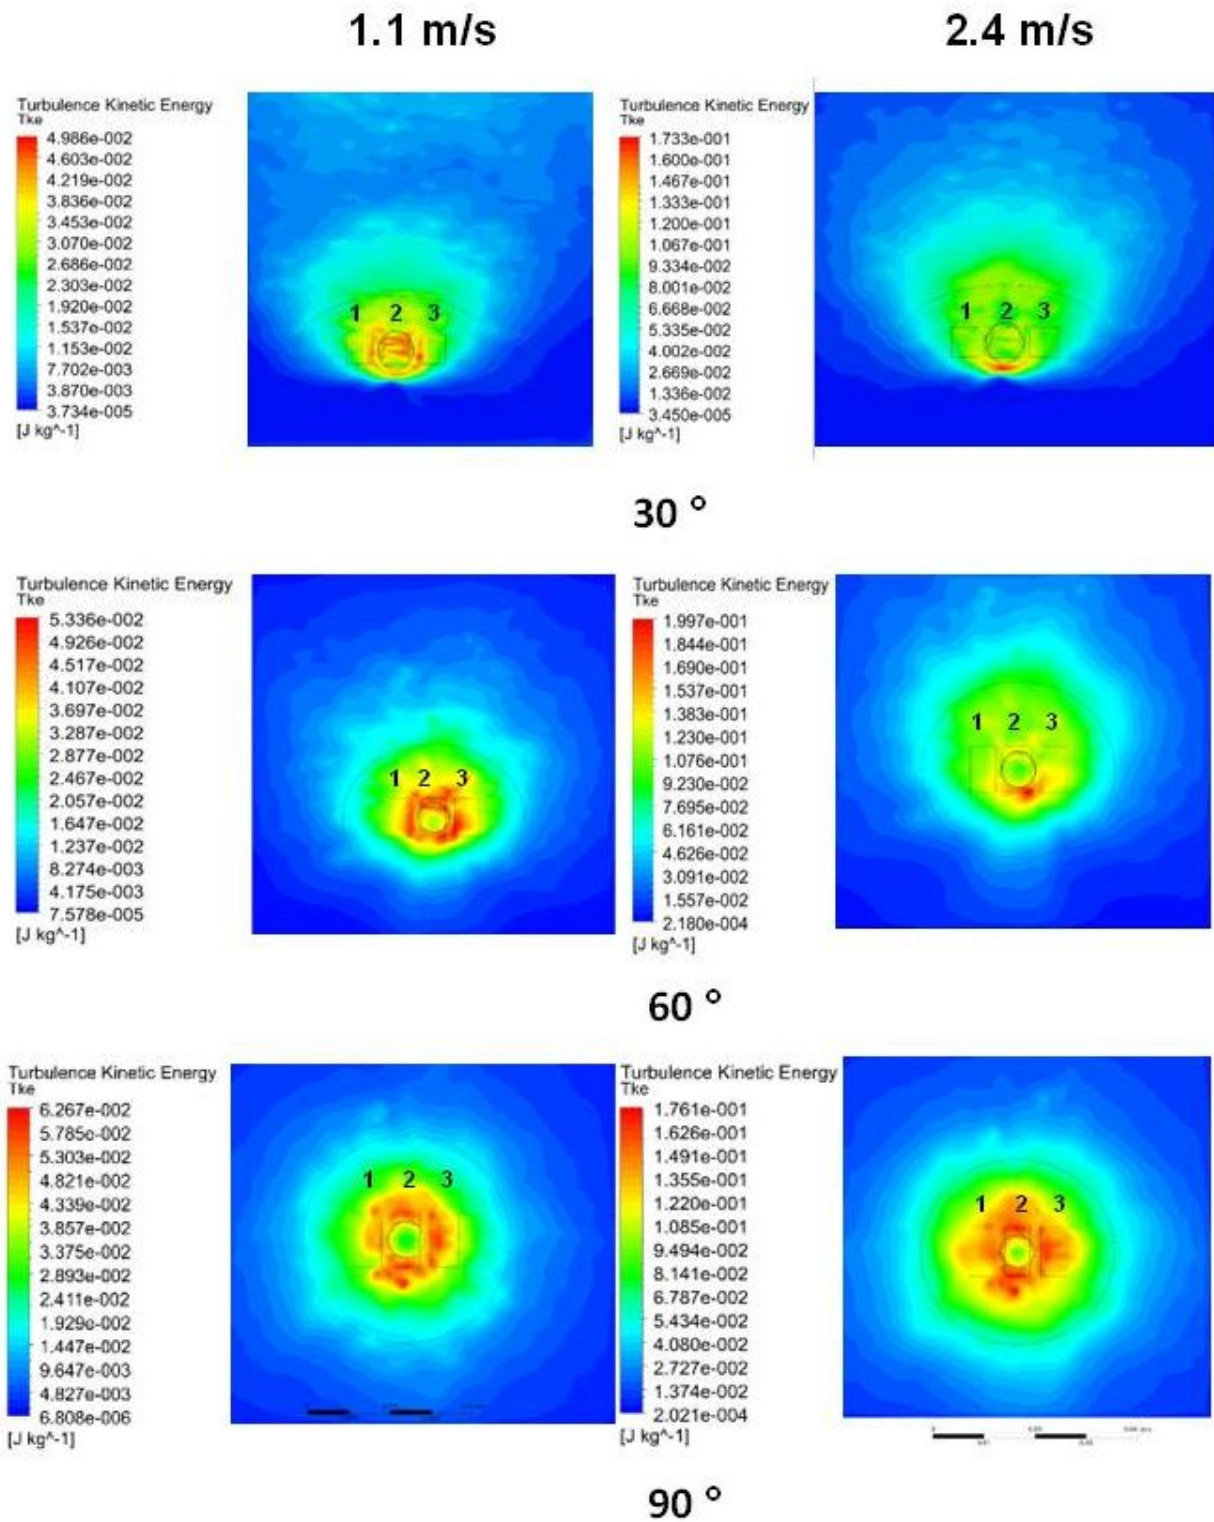 1.1 m/s
2.4 m/s
Turbulence Kinetic Energy
Tke
4.986e-002
4.603e-002
4.219e-002
3.836e-002
3.453e-002
3.070e-002
2.686e-002
2.303e-002
1.920e-002
1.537e-002
1.153e-002
7.702e-003
3.870e-003
3.734e-005
[J kg^-1]
1 2 3
Turbulence Kinetic Energy
Tke
1.733e-001
1.600e-001
1.467e-001
1.333e-001
1.200e-001
1.067e-001
9.334e-002
8.001e-002
6.668e-002
5.335e-002
4.002e-002
2.669e-002
1.336e-002
3.450e-005
[J kg^-1]
1 2 3
30 °
Turbulence Kinetic Energy
Tke
5.336e-002
4.926e-002
4.517e-002
4.107e-002
3.697e-002
3.287e-002
2.877e-002
2.467e-002
2.057e-002
1.647e-002
1.237e-002
8.274e-003
4.175e-003
7.578e-005
[J kg^-1]
1 2 3
Turbulence Kinetic Energy
Tke
1.997e-001
1.844e-001
1.690e-001
1.537e-001
1.383e-001
1.230e-001
1.076e-001
9.230e-002
7.695e-002
6.161e-002
4.626e-002
3.091e-002
1.557e-002
2.180e-004
[J kg^-1]
1 2 3
60 °
Turbulence Kinetic Energy
Tke
6.267e-002
5.785e-002
5.303e-002
4.821e-002
4.339e-002
3.857e-002
3.375e-002
2.893e-002
2.411e-002
1.929e-002
1.447e-002
9.647e-003
4.827e-003
6.808e-006
[J kg^-1]
1 2 3
Turbulence Kinetic Energy
Tke
1.761e-001
1.626e-001
1.491e-001
1.355e-001
1.220e-001
1.085e-001
9.494e-002
8.141e-002
6.787e-002
5.434e-002
4.080e-002
2.727e-002
1.374e-002
2.021e-004
[J kg^-1]
1 2 3
90 °